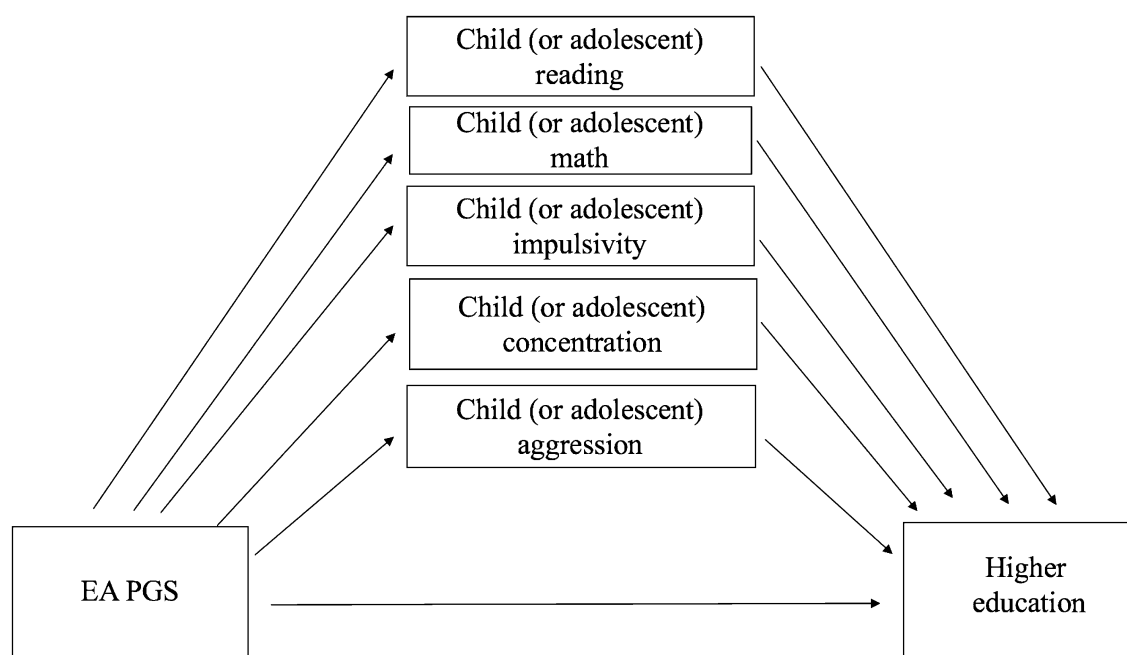 Child (or adolescent)
reading
Child (or adolescent)
math
Child (or adolescent)
impulsivity
Child (or adolescent)
concentration
Child (or adolescent)
aggression
EA PGS
Higher
education